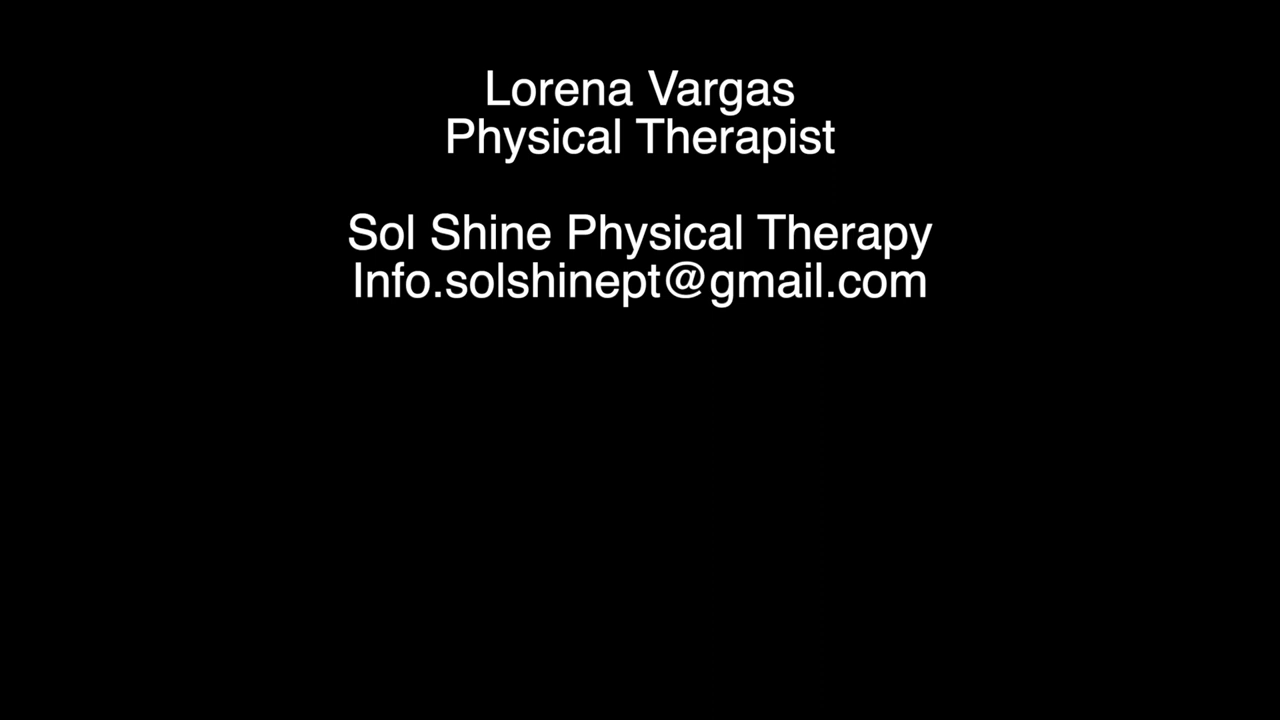 Lorena Vargas
Physical Therapist
Sol Shine Physical Therapy
Info.solshinept@gmail.com